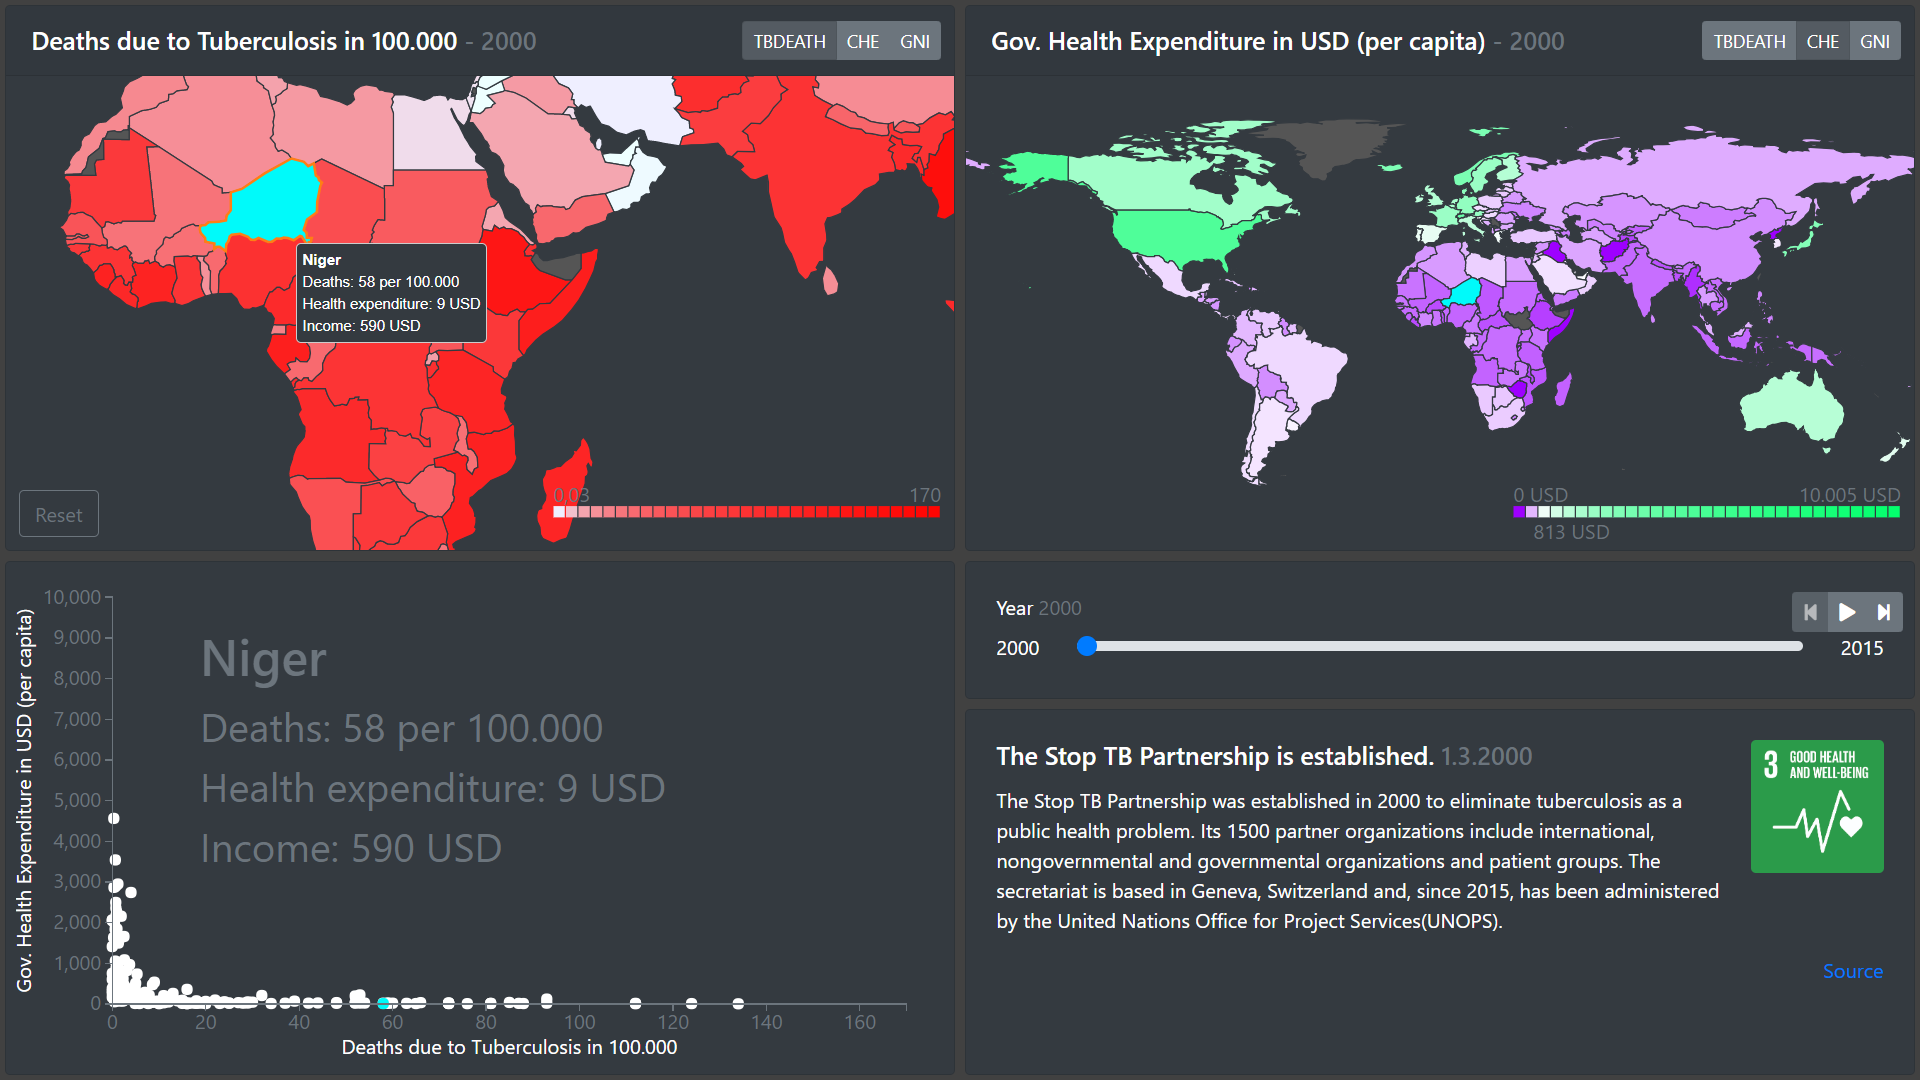 Deaths due to Tuberculosis in 100.000 - 2000
TBDEATH CHE GNI
Niger
Deaths: 58 per 100.000
Health expenditure: 9 USD
Income: 590 USD
Reset
0,03 170
Gov. Health Expenditure in USD (per capita) - 2000
TBDEATH CHE GNI
0 USD 10.005 USD
813 USD
Gov. Health Expenditure in USD (per capita)
10,000
9,000
8,000
7,000
6,000
5,000
4,000
3,000
2,000
1,000
0
Niger
Deaths: 58 per 100.000
Health expenditure: 9 USD
Income: 590 USD
0 20 40 60 80 100 120 140 160
Deaths due to Tuberculosis in 100.000
Year 2000
2000 2015
The Stop TB Partnership is established. 1.3.2000
The Stop TB Partnership was established in 2000 to eliminate tuberculosis as a
public health problem. Its 1500 partner organizations include international,
nongovernmental and governmental organizations and patient groups. The
secretariat is based in Geneva, Switzerland and, since 2015, has been administered
by the United Nations Office for Project Services(UNOPS).
3 GOOD HEALTH
AND WELL-BEING
Source